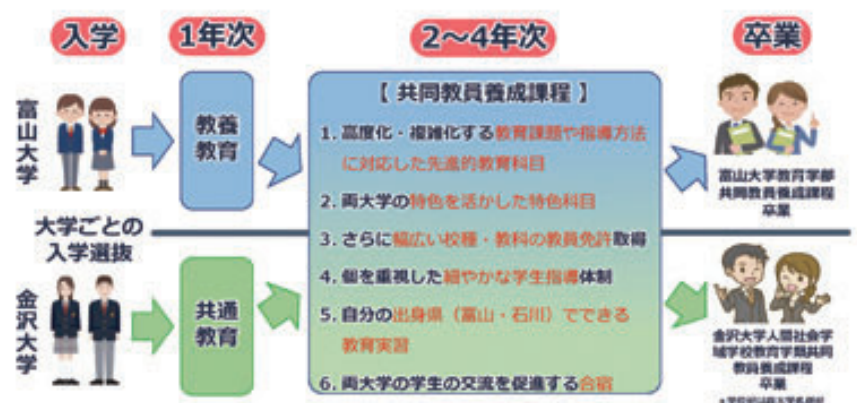 入学
1年次
2～4年次
卒業
富山大学
教養
教育
【 共同教員養成課程 】
1. 高度化・複雑化する教育課題や指導方法
に対応した先進的教育科目
2. 両大学の特色を活かした特色科目
3. さらに幅広い校種・教科の教員免許取得
4. 個を重視した細やかな学生指導体制
5. 自分の出身県（富山・石川）でできる
教育実習
6. 両大学の学生の交流を促進する合宿
富山大学教育学部
共同教員養成課程
卒業
大学ごとの
入学選抜
金沢大学
共通
教育
金沢大学人間社会学
域学校教育学類共同
教員養成課程
卒業